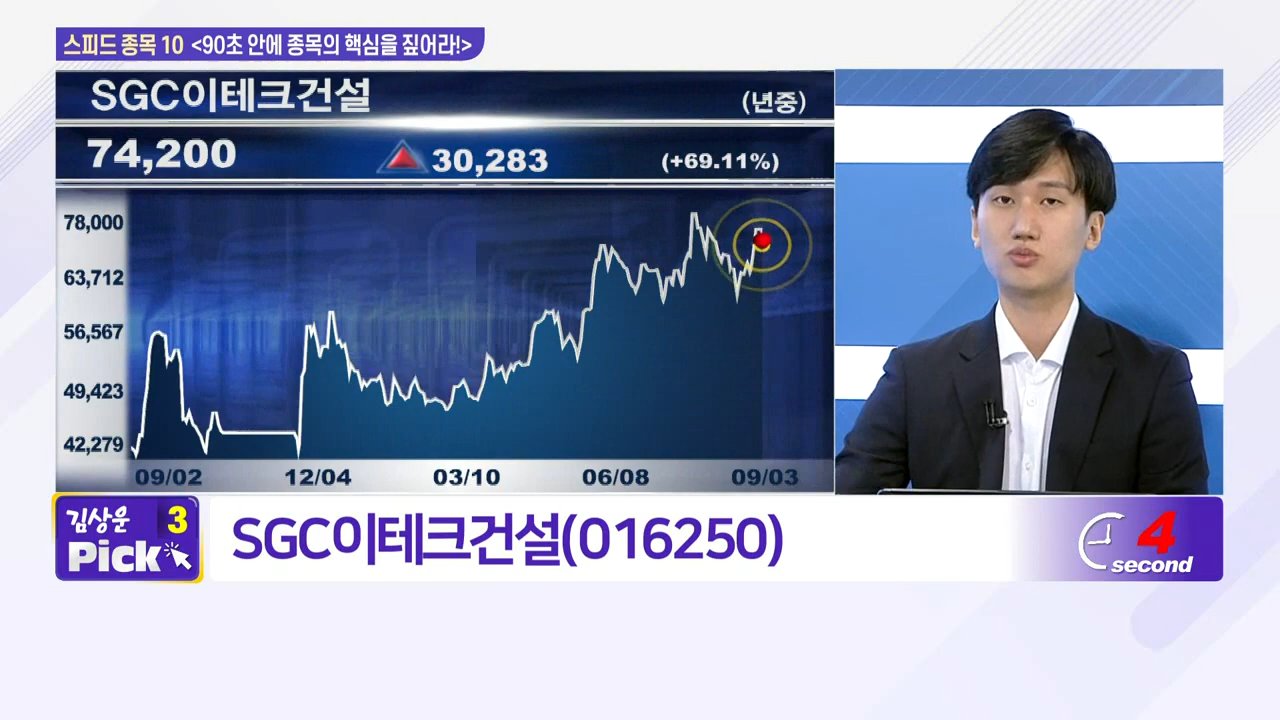 스피드 종목 10 <90초 안에 종목의 핵심을 짚어라!>
SGC이테크건설
(년중)
74,200
30,283
(+69.11%)
78,000
63,712
56,567
49,423
42,279
09/02
12/04
03/10
06/08
09/03
김상운 3
Pick
SGC이테크건설(016250)
4
second